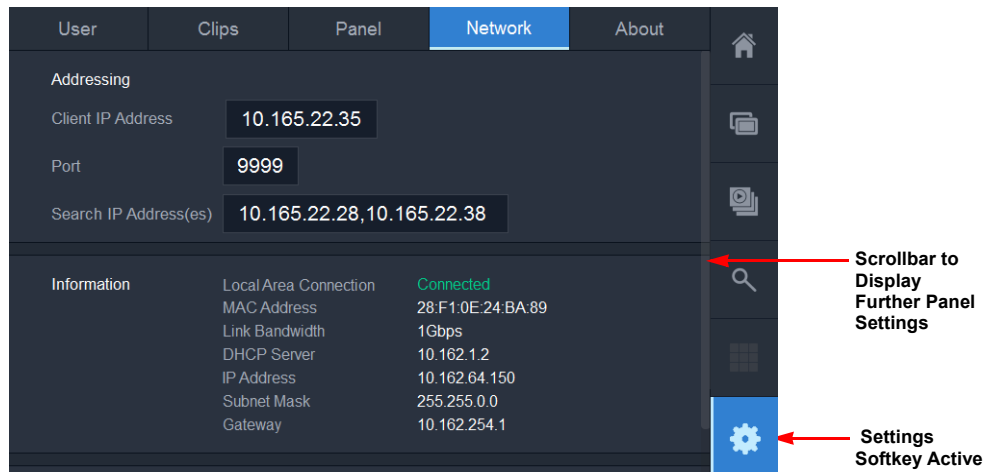 User Clips Panel Network About
Addressing
Client IP Address 10.165.22.35
Port 9999
Search IP Address(es) 10.165.22.28,10.165.22.38
Information Local Area Connection Connected
MAC Address 28:F1:0E:24:BA:89
Link Bandwidth 1Gbps
DHCP Server 10.162.1.2
IP Address 10.162.64.150
Subnet Mask 255.255.0.0
Gateway 10.162.254.1
Scrollbar to
Display
Further Panel
Settings
Settings
Softkey Active